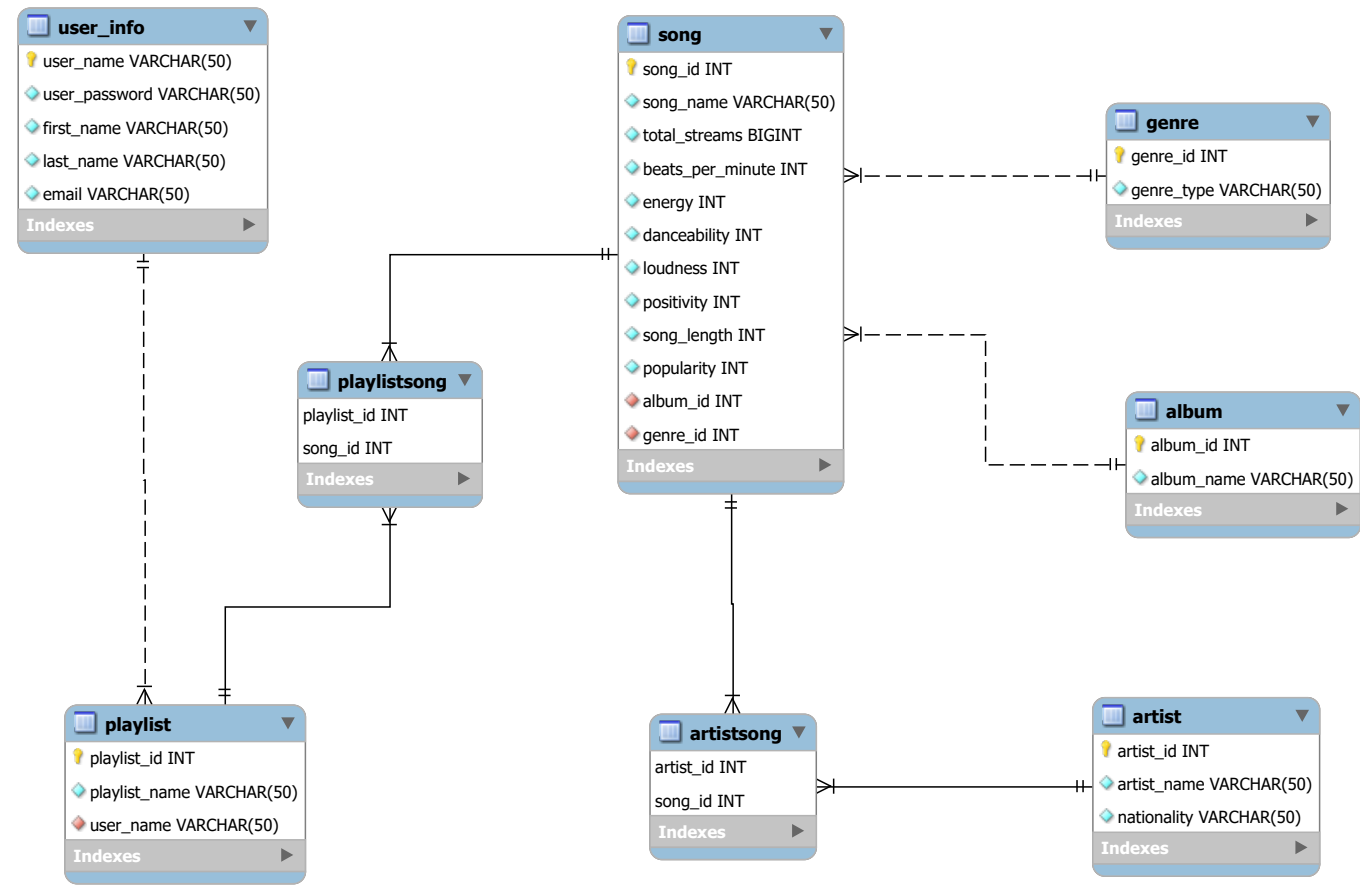 user_info
user_name VARCHAR(50)
user_password VARCHAR(50)
first_name VARCHAR(50)
last_name VARCHAR(50)
email VARCHAR(50)
Indexes
song
song_id INT
song_name VARCHAR(50)
total_streams BIGINT
beats_per_minute INT
energy INT
danceability INT
loudness INT
positivity INT
song_length INT
popularity INT
album_id INT
genre_id INT
Indexes
genre
genre_id INT
genre_type VARCHAR(50)
Indexes
playlistsong
playlist_id INT
song_id INT
Indexes
album
album_id INT
album_name VARCHAR(50)
Indexes
playlist
playlist_id INT
playlist_name VARCHAR(50)
user_name VARCHAR(50)
Indexes
artistsong
artist_id INT
song_id INT
Indexes
artist
artist_id INT
artist_name VARCHAR(50)
nationality VARCHAR(50)
Indexes